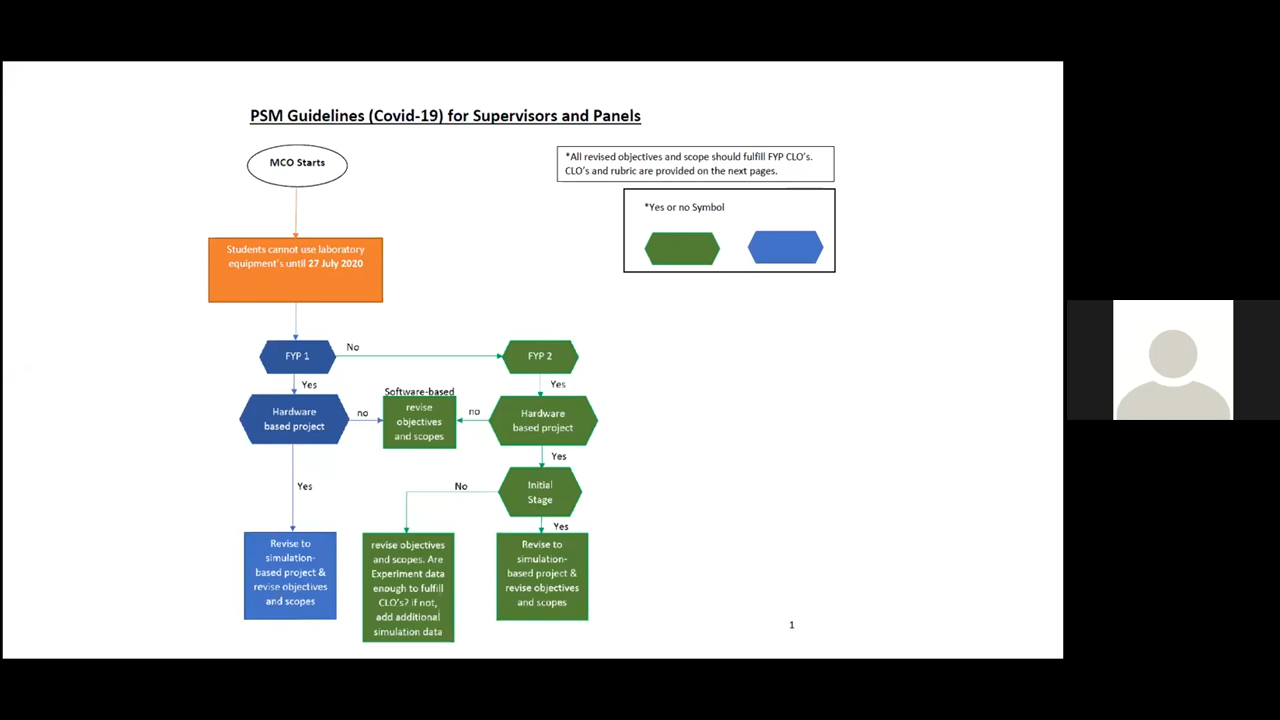 PSM Guidelines (Covid-19) for Supervisors and Panels
MCO Starts
*All revised objectives and scope should fulfill FYP CLO's.
CLO's and rubric are provided on the next pages.
*Yes or no Symbol
Students cannot use laboratory
equipment's until 27 July 2020
FYP 1
No
FYP 2
Yes
Yes
Hardware
based project
no
Software-based
revise
objectives
and scopes
no
Hardware
based project
Yes
Yes
Initial
Stage
No
Yes
Revise to
simulation-
based project &
revise objectives
and scopes
revise objectives
and scopes. Are
Experiment data
enough to fulfill
CLO's? if not,
add additional
simulation data
Revise to
simulation-
based project &
revise objectives
and scopes
1